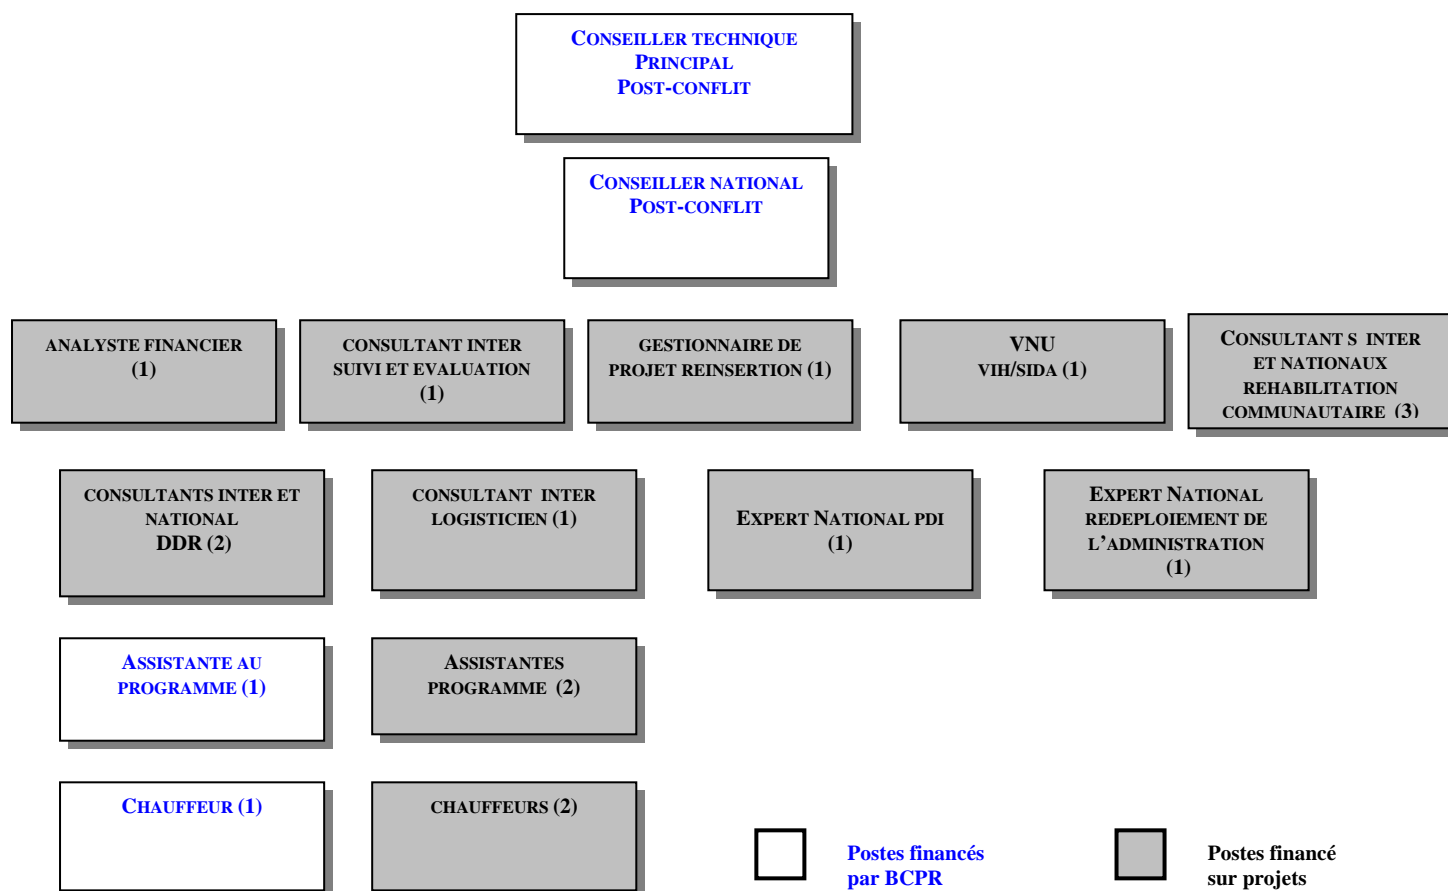 CONSEILLER TECHNIQUE
PRINCIPAL
POST-CONFLIT
CONSEILLER NATIONAL
POST-CONFLIT
ANALYSTE FINANCIER
(1)
CONSULTANT INTER
SUIVI ET EVALUATION
(1)
GESTIONNAIRE DE
PROJET REINSERTION (1)
VNU
VIH/SIDA (1)
CONSULTANT S INTER
ET NATIONAUX
REHABILITATION
COMMUNAUTAIRE (3)
CONSULTANTS INTER ET
NATIONAL
DDR (2)
CONSULTANT INTER
LOGISTICIEN (1)
EXPERT NATIONAL PDI
(1)
EXPERT NATIONAL
REDEPLOIEMENT DE
L'ADMINISTRATION
(1)
ASSISTANTE AU
PROGRAMME (1)
ASSISTANTES
PROGRAMME (2)
CHAUFFEUR (1)
CHAUFFEURS (2)
Postes financés
par BCPR
Postes financé
sur projets